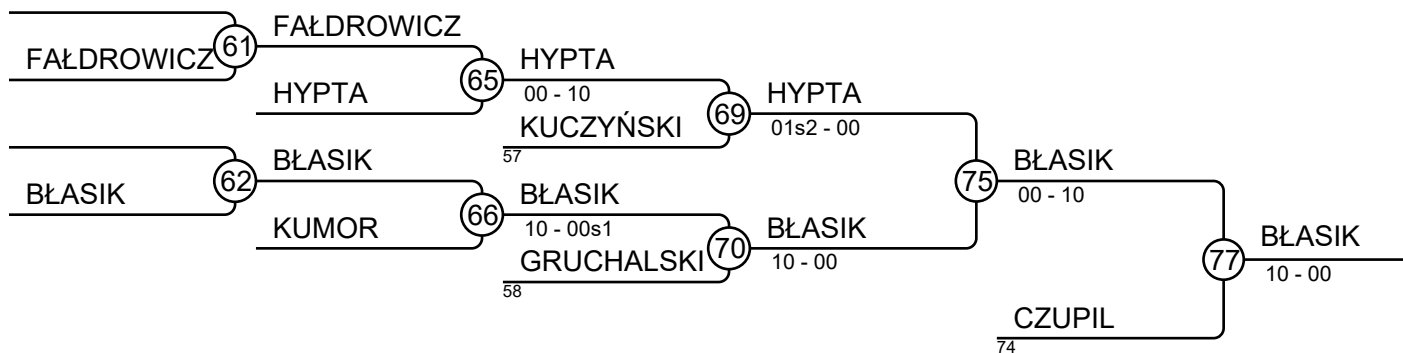 FAŁDROWICZ
61
FAŁDROWICZ
HYPTA
65
HYPTA
00 - 10
KUCZYŃSKI
57
69
HYPTA
01s2 - 00
BŁASIK
62
BŁASIK
KUMOR
66
BŁASIK
10 - 00s1
GRUCHALSKI
58
70
BŁASIK
10 - 00
75
BŁASIK
00 - 10
CZUPIL
74
77
BŁASIK
10 - 00